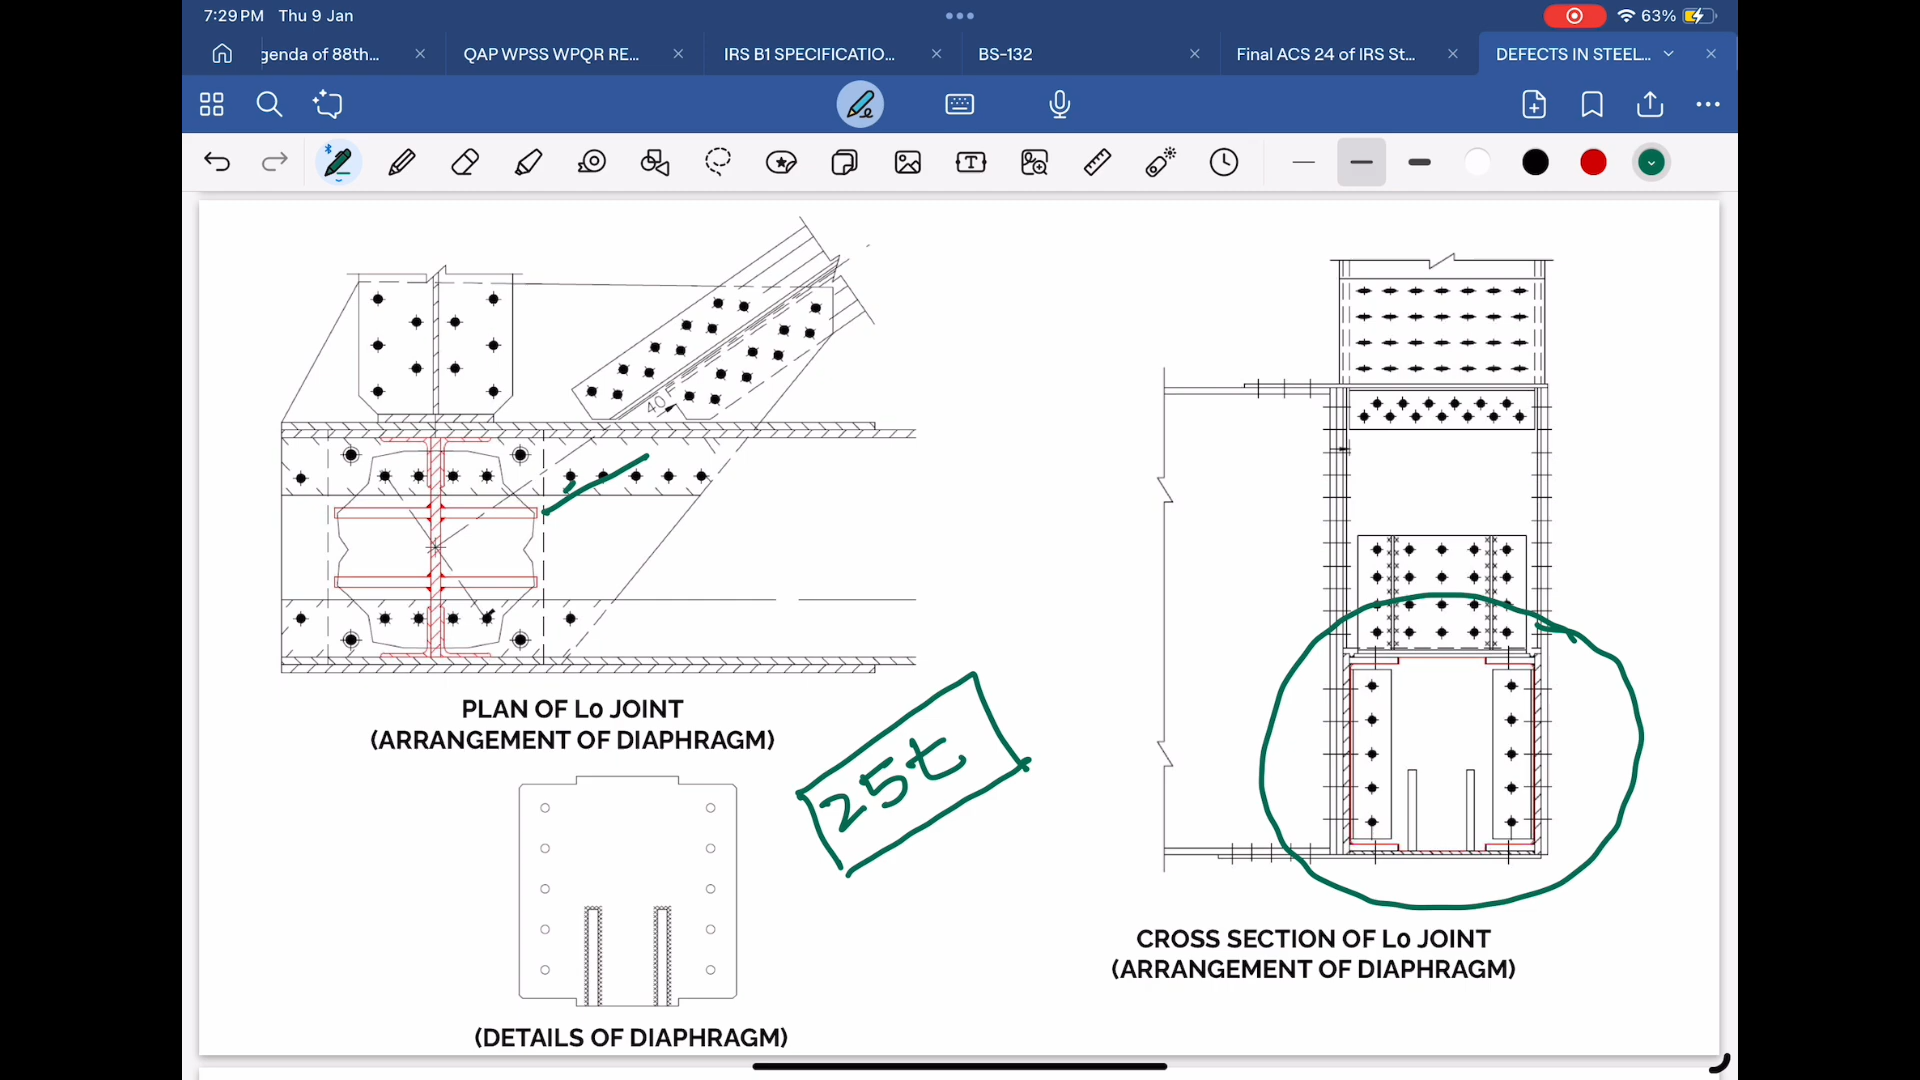 7:29 PM Thu 9 Jan
63%
genda of 88th...
QAP WPSS WPQR RE...
IRS B1 SPECIFICATIO...
BS-132
Final ACS 24 of IRS St...
DEFECTS IN STEEL...
40
PLAN OF L0 JOINT
(ARRANGEMENT OF DIAPHRAGM)
25t
(DETAILS OF DIAPHRAGM)
CROSS SECTION OF L0 JOINT
(ARRANGEMENT OF DIAPHRAGM)